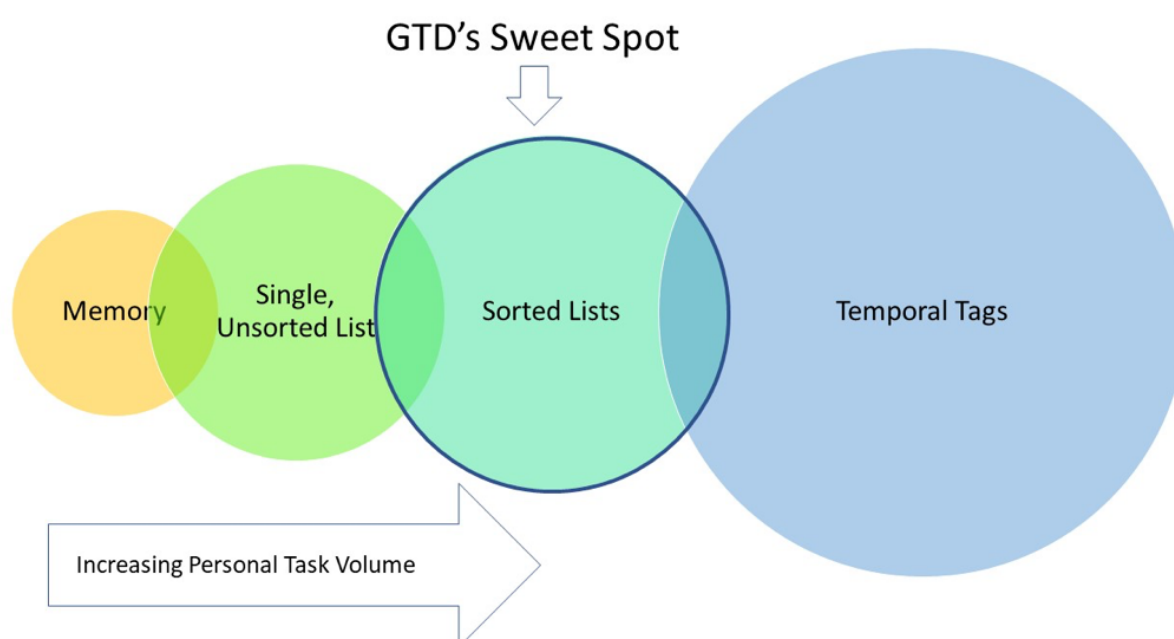 GTD’s Sweet Spot
Memory
Single,
Unsorted List
Sorted Lists
Temporal Tags
Increasing Personal Task Volume